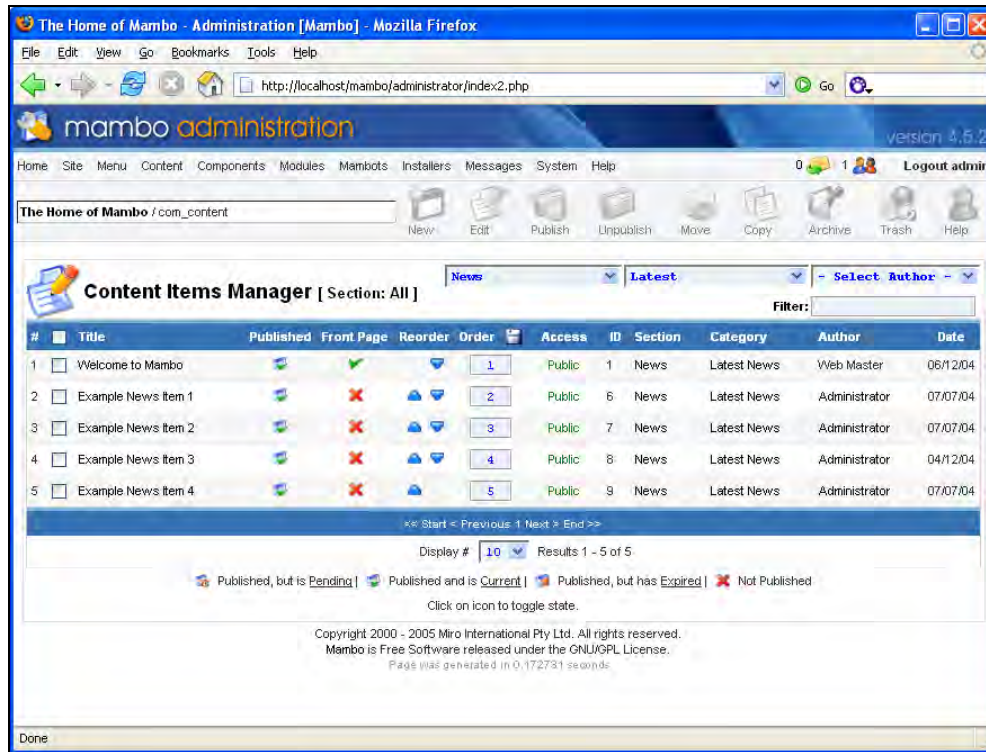 The Home of Mambo - Administration [Mambo] - Mozilla Firefox
File Edit View Go Bookmarks Tools Help
http://localhost/mambo/administrator/index2.php Go
mambo administration
version 4.5.2
Home Site Menu Content Components Modules Mambots Installers Messages System Help 0 1 Logout admin
The Home of Mambo / com_content
New Edit Publish Unpublish Move Copy Archive Trash Help
Content Items Manager [ Section: All ]
News Latest - Select Author -
Filter:
# Title Published Front Page Reorder Order Access ID Section Category Author Date
1 Welcome to Mambo 1 Public 1 News Latest News Web Master 06/12/04
2 Example News Item 1 2 Public 6 News Latest News Administrator 07/07/04
3 Example News Item 2 3 Public 7 News Latest News Administrator 07/07/04
4 Example News Item 3 4 Public 8 News Latest News Administrator 04/12/04
5 Example News Item 4 5 Public 9 News Latest News Administrator 07/07/04
<< Start < Previous 1 Next > End >>
Display # 10 Results 1 - 5 of 5
Published, but is Pending | Published and is Current | Published, but has Expired | Not Published
Click on icon to toggle state.
Copyright 2000 - 2005 Miro International Pty Ltd. All rights reserved.
Mambo is Free Software released under the GNU/GPL License.
Page was generated in 0.172731 seconds
Done